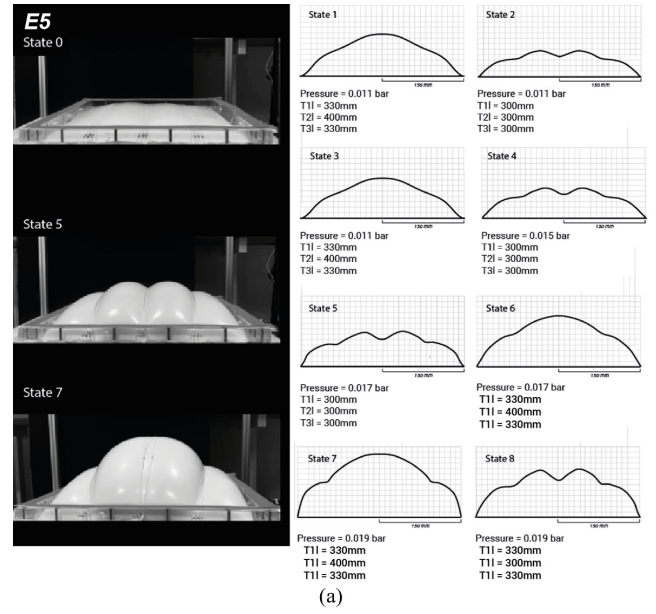 E5
State 0
State 5
State 7
State 1
Pressure = 0.011 bar
T1l = 330mm
T2l = 400mm
T3l = 330mm
150 mm
State 2
Pressure = 0.011 bar
T1l = 300mm
T2l = 300mm
T3l = 300mm
150 mm
State 3
Pressure = 0.011 bar
T1l = 330mm
T2l = 400mm
T3l = 330mm
150 mm
State 4
Pressure = 0.015 bar
T1l = 300mm
T2l = 300mm
T3l = 300mm
150 mm
State 5
Pressure = 0.017 bar
T1l = 300mm
T2l = 300mm
T3l = 300mm
150 mm
State 6
Pressure = 0.017 bar
T1l = 330mm
T1l = 400mm
T1l = 330mm
150 mm
State 7
Pressure = 0.019 bar
T1l = 330mm
T1l = 400mm
T1l = 330mm
150 mm
State 8
Pressure = 0.019 bar
T1l = 330mm
T1l = 300mm
T1l = 330mm
150 mm
(a)